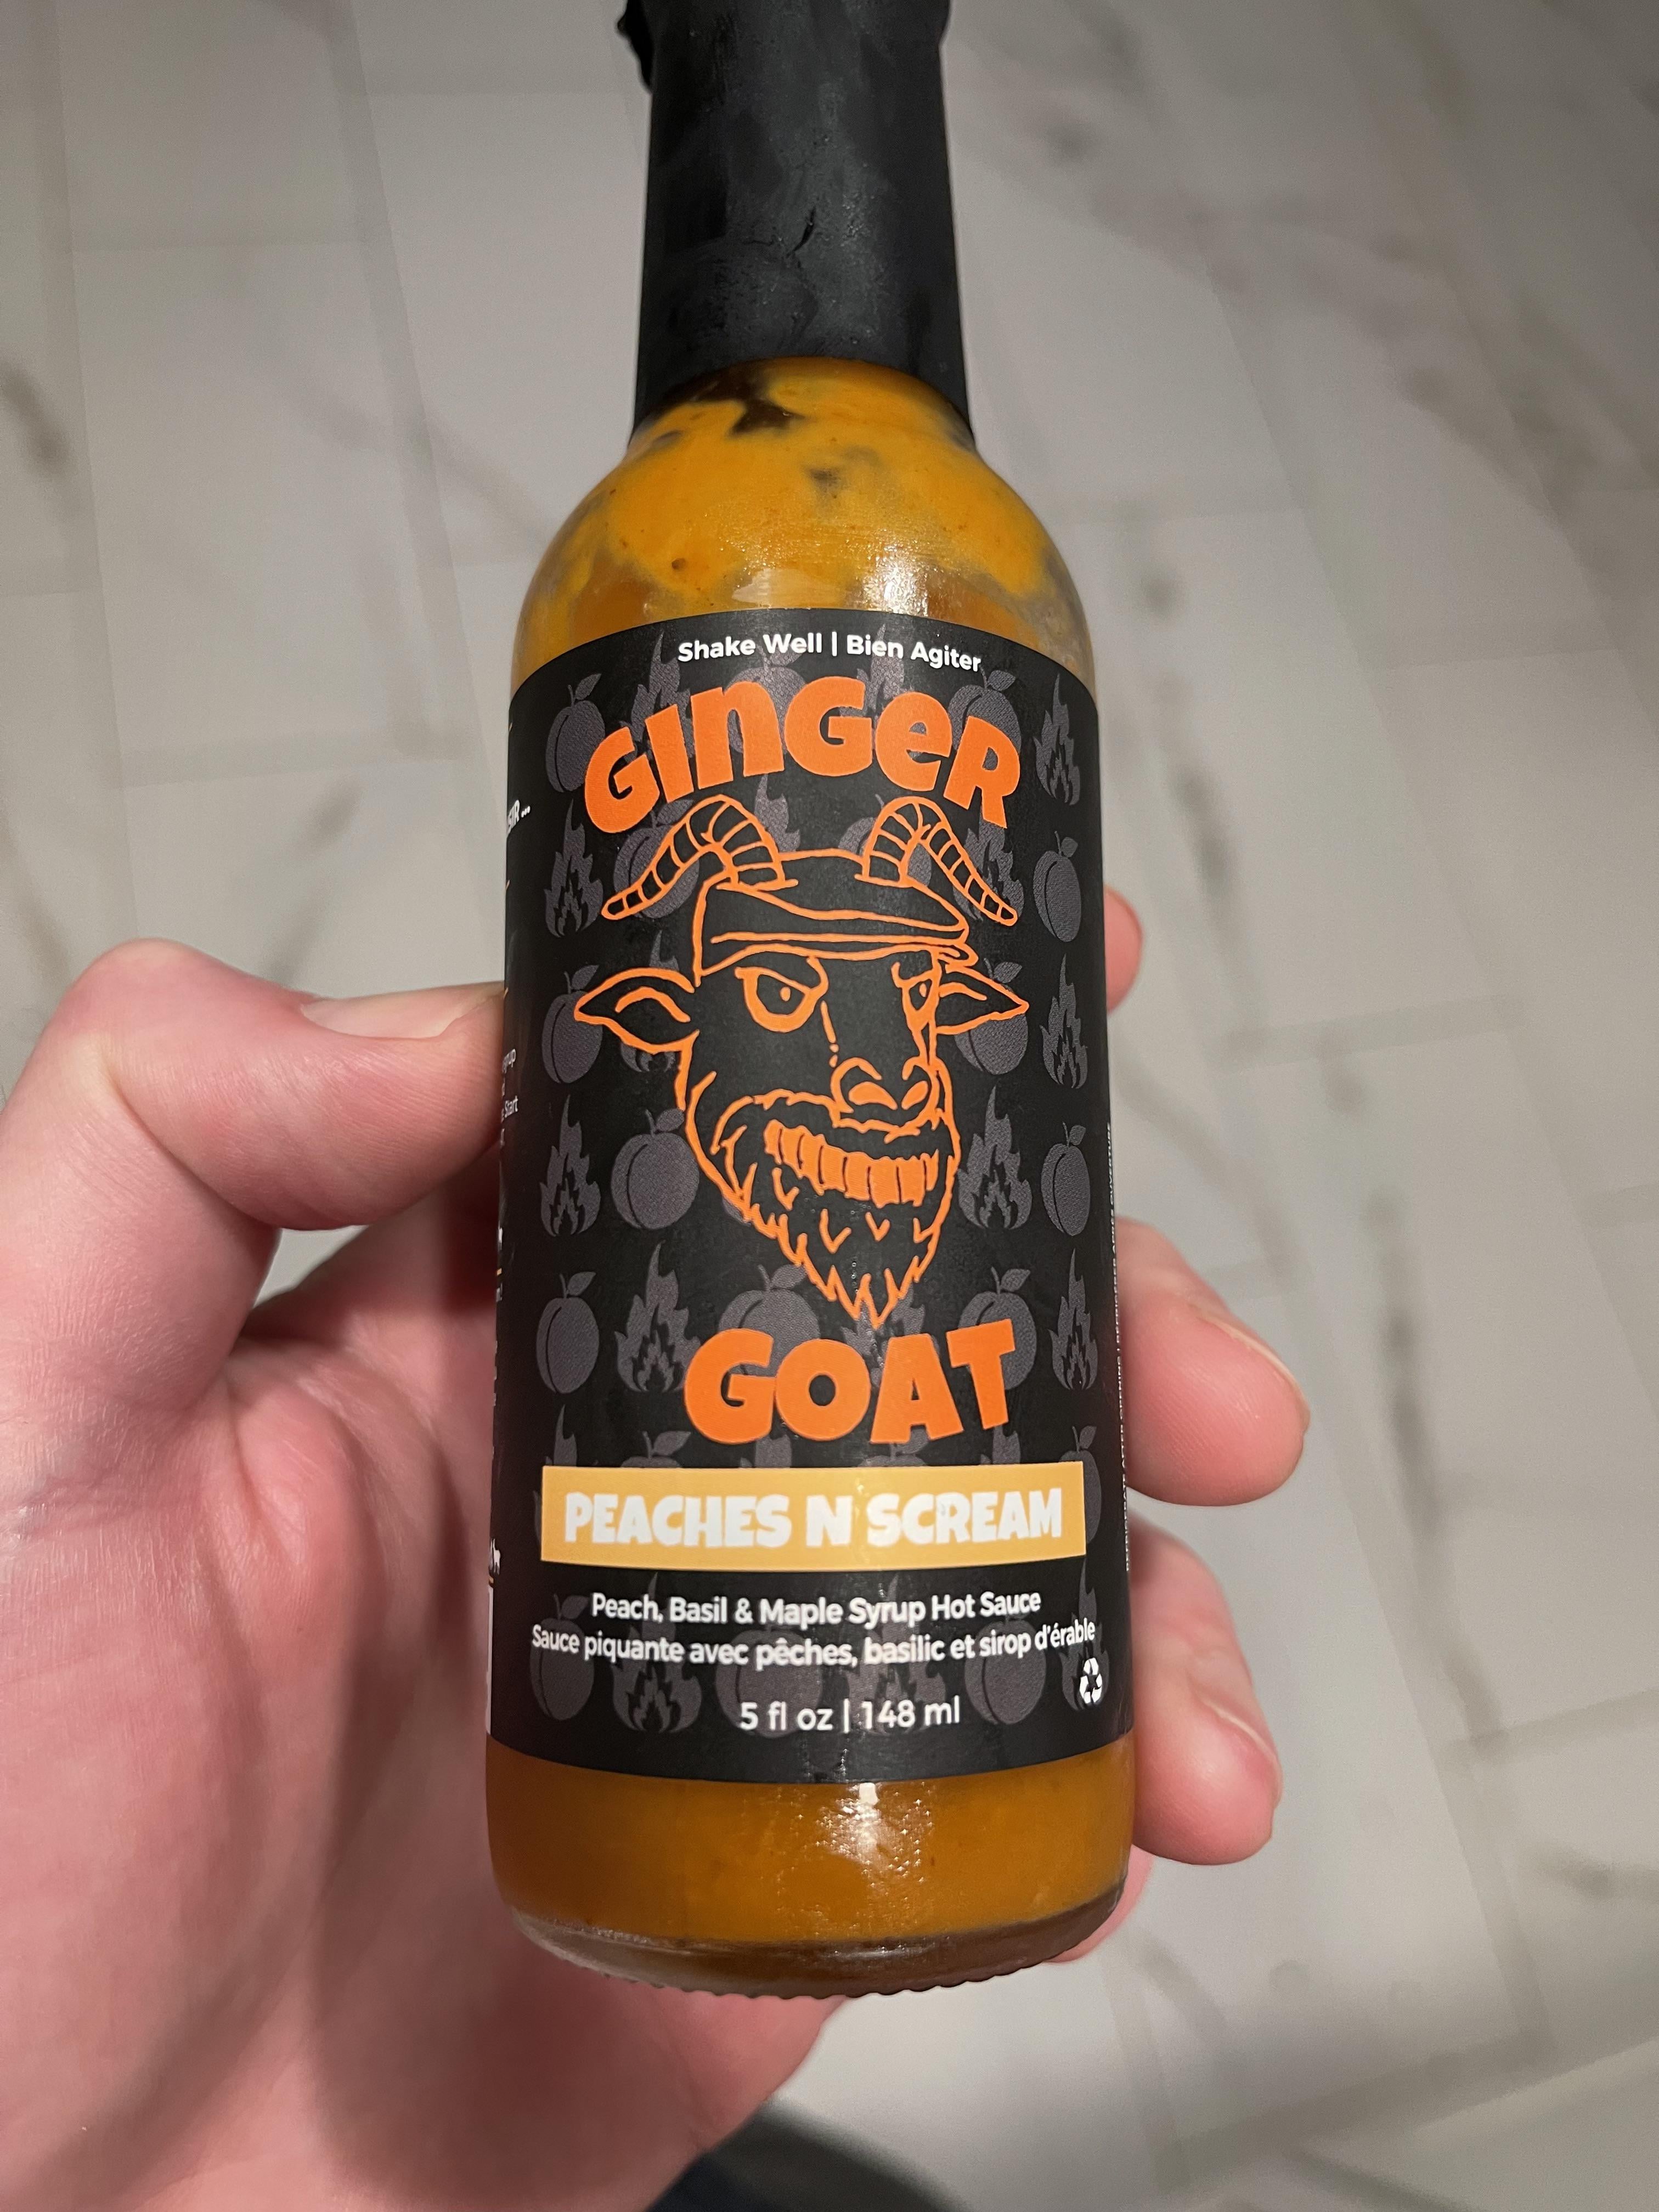 Shake Well | Bien Agiter
GINGER
GOAT
PEACHES N SCREAM
Peach, Basil & Maple Syrup Hot Sauce
Sauce piquante avec pêches, basilic et sirop d'érable
5 fl oz | 148 ml